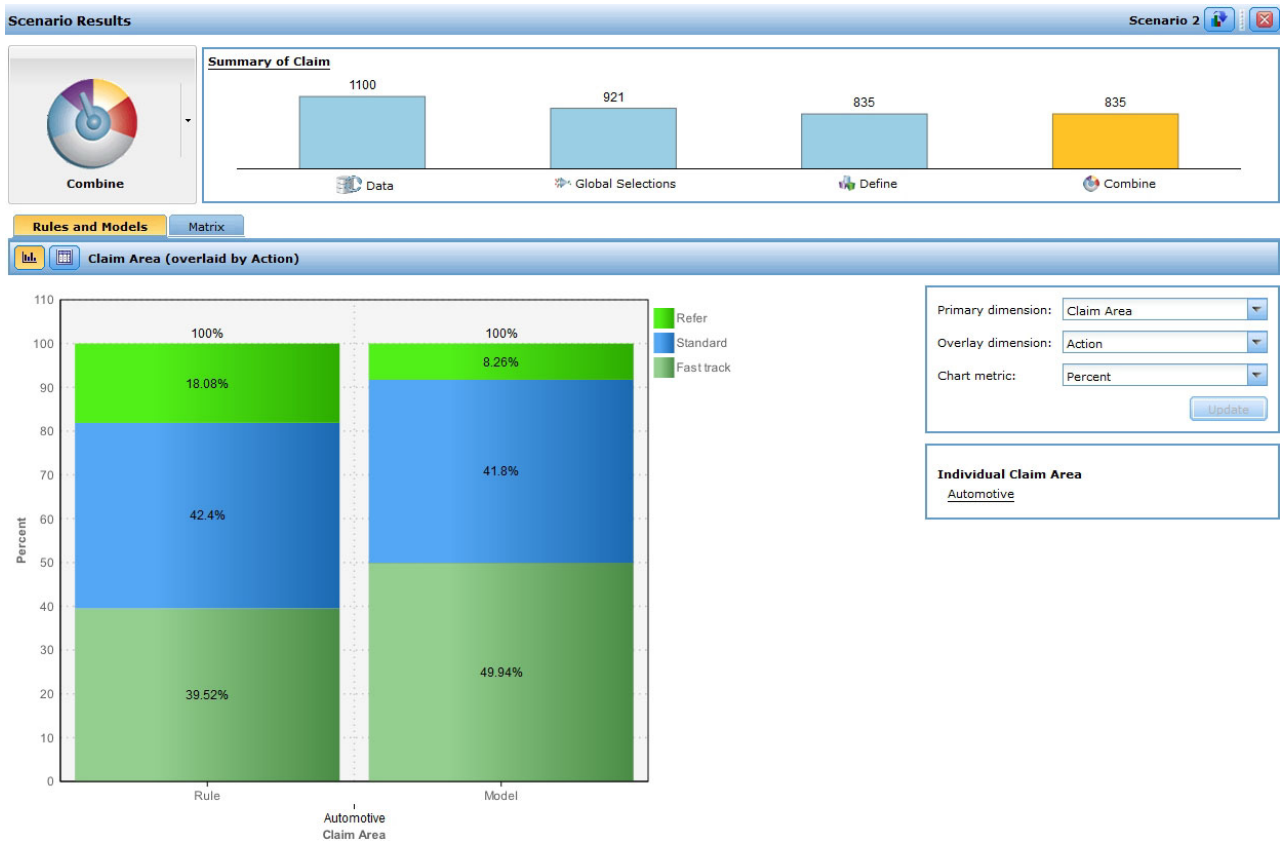 Scenario Results
Scenario 2
Combine
Summary of Claim
1100
921
835
835
Data
Global Selections
Define
Combine
Rules and Models
Matrix
Claim Area (overlaid by Action)
110
100
90
80
70
60
50
40
30
20
10
0
Percent
100%
100%
18.08%
8.26%
42.4%
41.8%
39.52%
49.94%
Rule
Model
Automotive
Claim Area
Refer
Standard
Fast track
Primary dimension: Claim Area
Overlay dimension: Action
Chart metric: Percent
Update
Individual Claim Area
Automotive